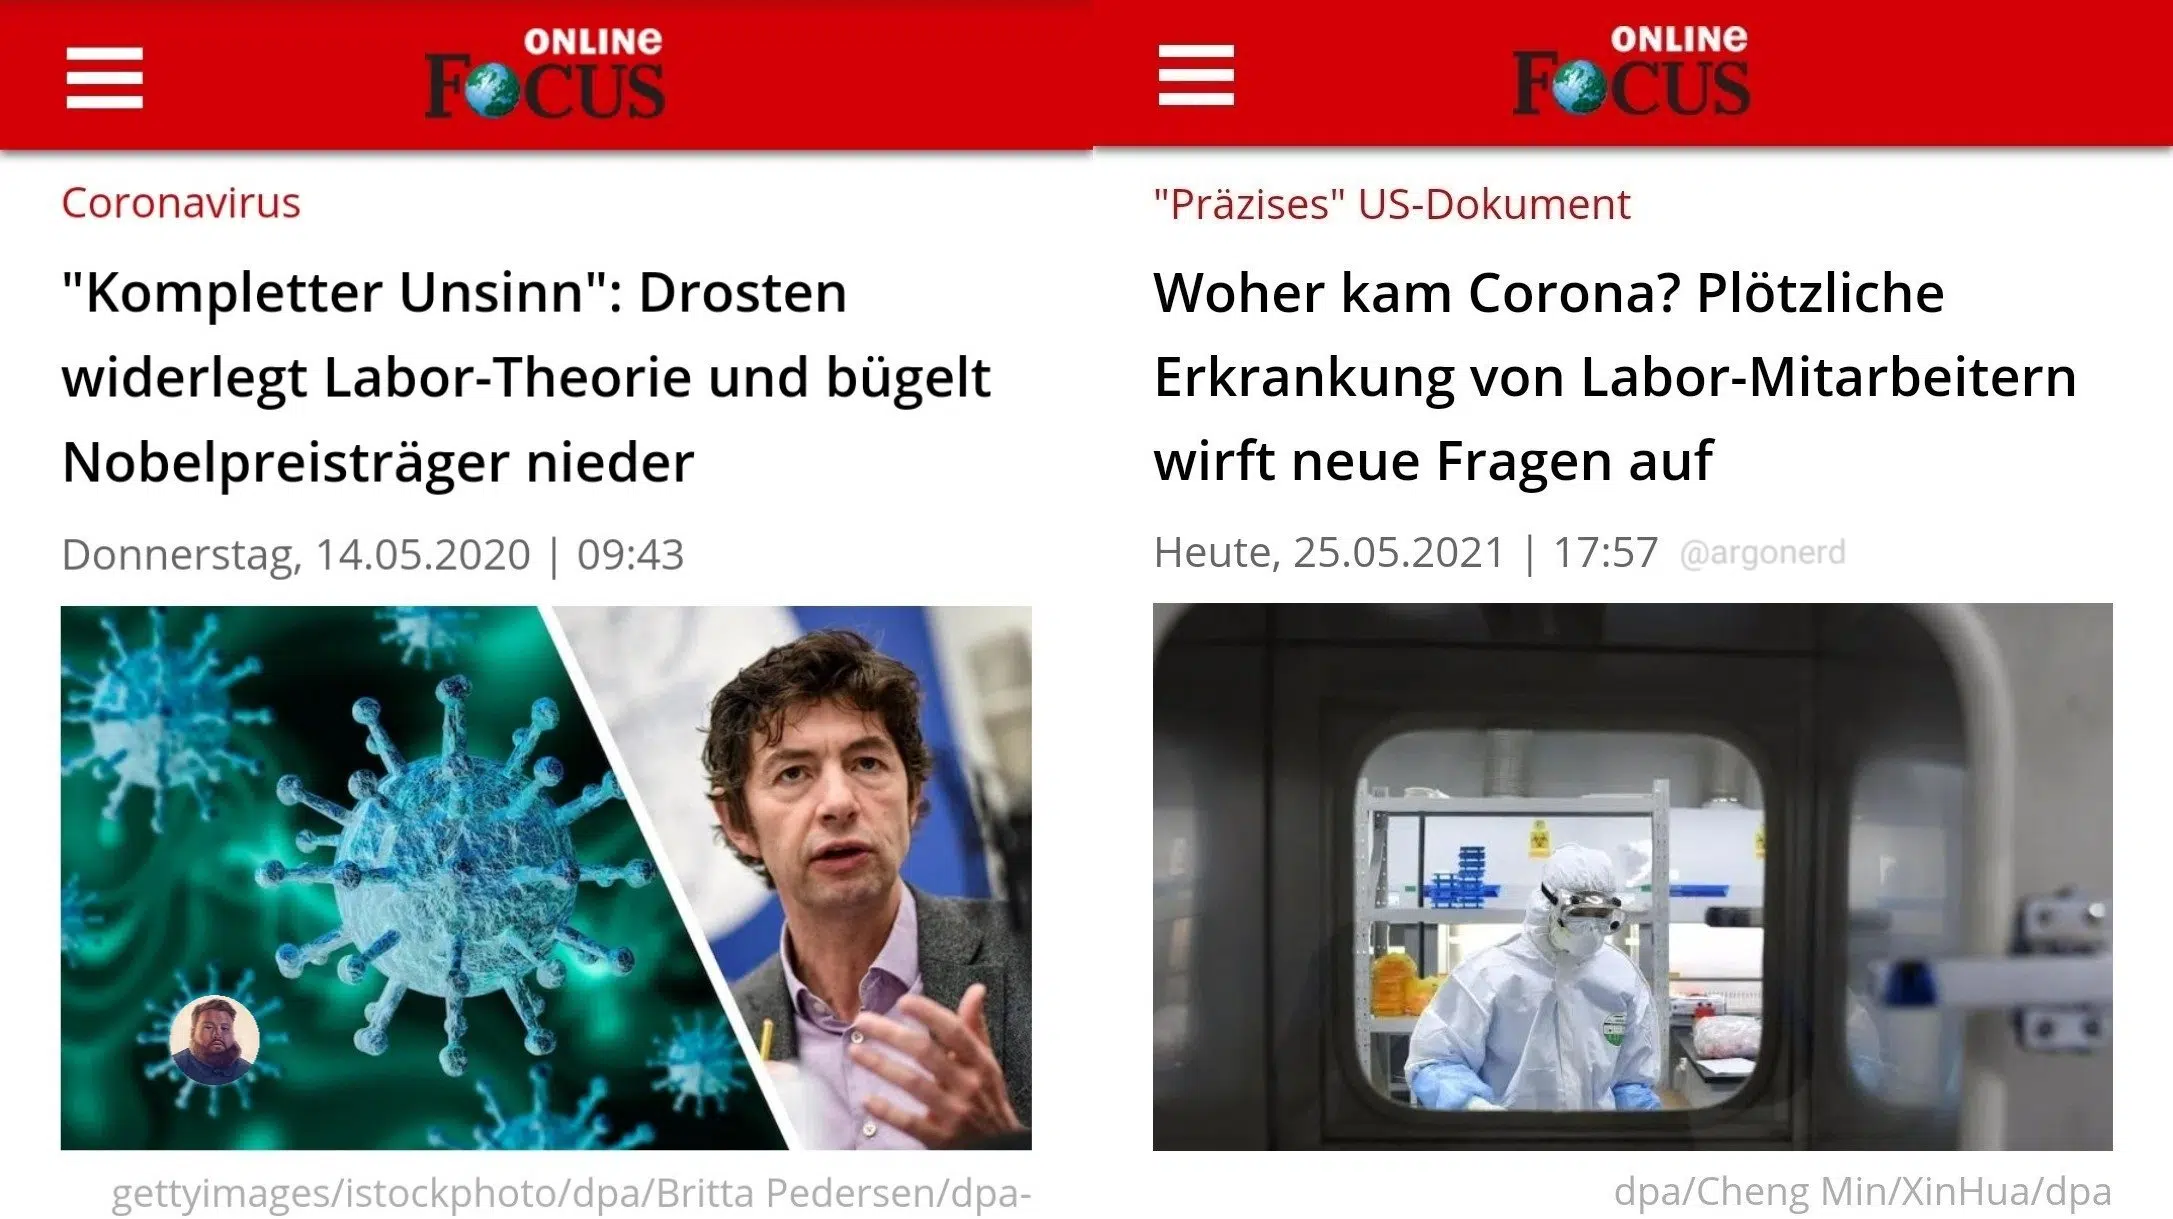 ONLINE
FOCUS
Coronavirus
"Kompletter Unsinn": Drosten
widerlegt Labor-Theorie und bügelt
Nobelpreisträger nieder
Donnerstag, 14.05.2020 | 09:43
gettyimages/istockphoto/dpa/Britta Pedersen/dpa-
ONLINE
FOCUS
"Präzises" US-Dokument
Woher kam Corona? Plötzliche
Erkrankung von Labor-Mitarbeitern
wirft neue Fragen auf
Heute, 25.05.2021 | 17:57 @argonerd
dpa/Cheng Min/XinHua/dpa